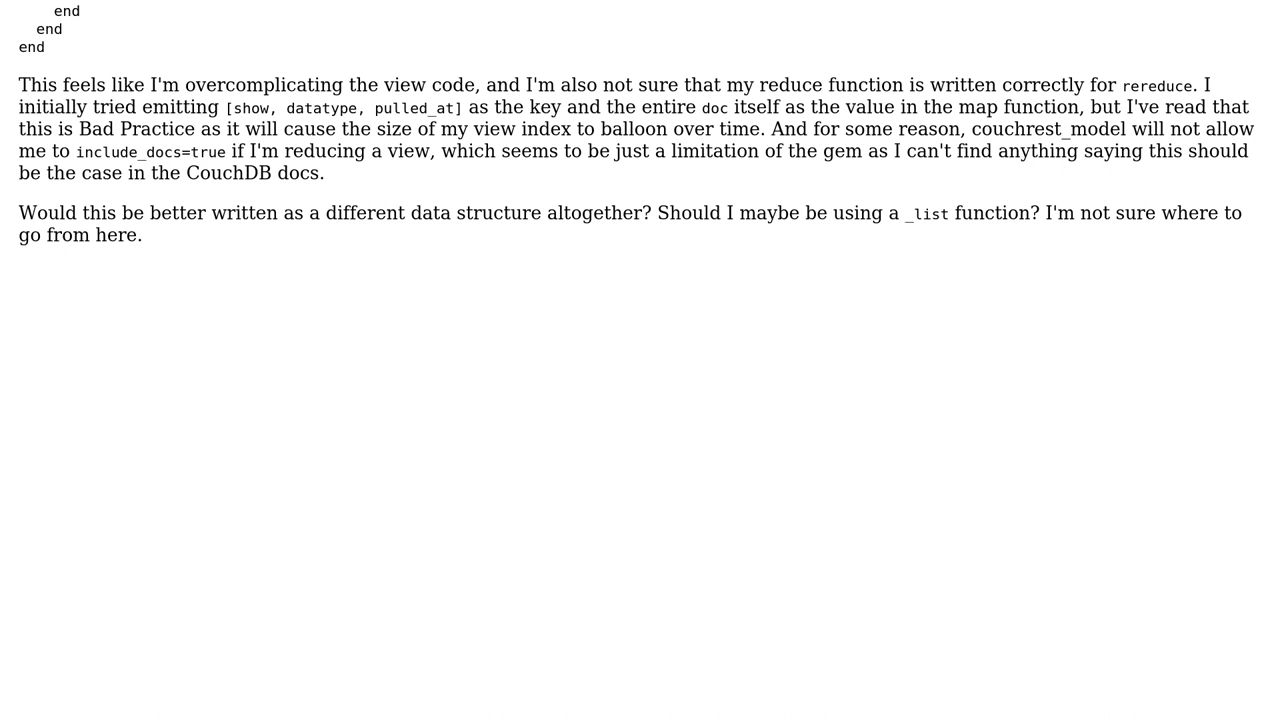 end
end
end
This feels like I'm overcomplicating the view code, and I'm also not sure that my reduce function is written correctly for rereduce. I
initially tried emitting [show, datatype, pulled_at] as the key and the entire doc itself as the value in the map function, but I've read that
this is Bad Practice as it will cause the size of my view index to balloon over time. And for some reason, couchrest_model will not allow
me to include_docs=true if I'm reducing a view, which seems to be just a limitation of the gem as I can't find anything saying this should
be the case in the CouchDB docs.
Would this be better written as a different data structure altogether? Should I maybe be using a _list function? I'm not sure where to
go from here.